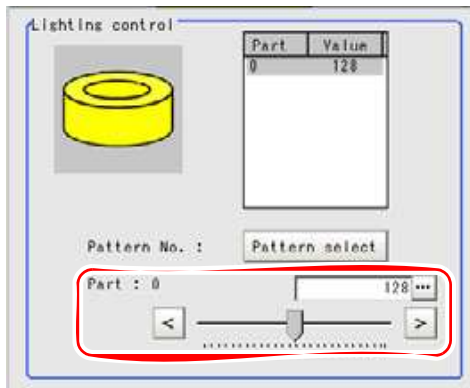 Lighting control
Part Value
0 128
Pattern No. : Pattern select
Part : 0 128 ...
< >